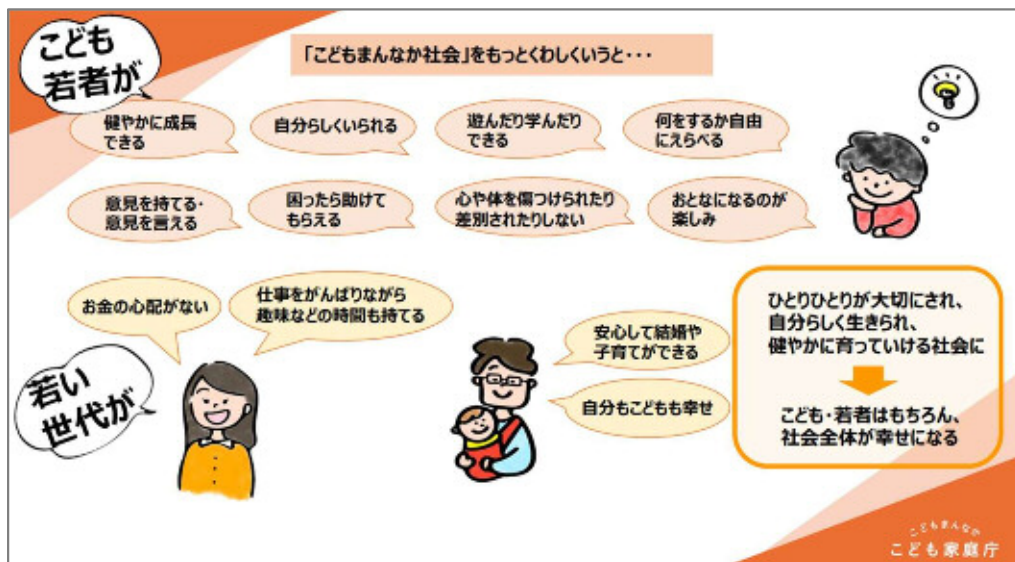 こども
若者が
「こどもまんなか社会」をもっとくわしくいうと・・・
健やかに成長
できる
自分らしくいられる
遊んだり学んだり
できる
何をするか自由
にえらべる
意見を持てる・
意見を言える
困ったら助けて
もらえる
心や体を傷つけられたり
差別されたりしない
おとなになるのが
楽しみ
若い
世代が
お金の心配がない
仕事をがんばりながら
趣味などの時間も持てる
安心して結婚や
子育てができる
自分もこどもも幸せ
ひとりひとりが大切にされ、
自分らしく生きられ、
健やかに育っていける社会に
こども・若者はもちろん、
社会全体が幸せになる
こどもまんなか
こども家庭庁